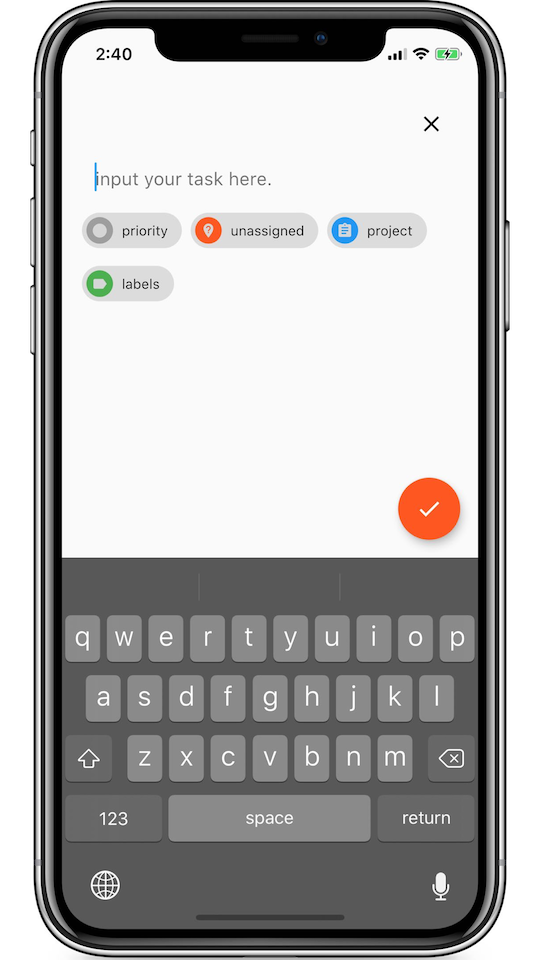 2:40
input your task here.
priority unassigned project
labels
q w e r t y u i o p
a s d f g h j k l
z x c v b n m
123 space return